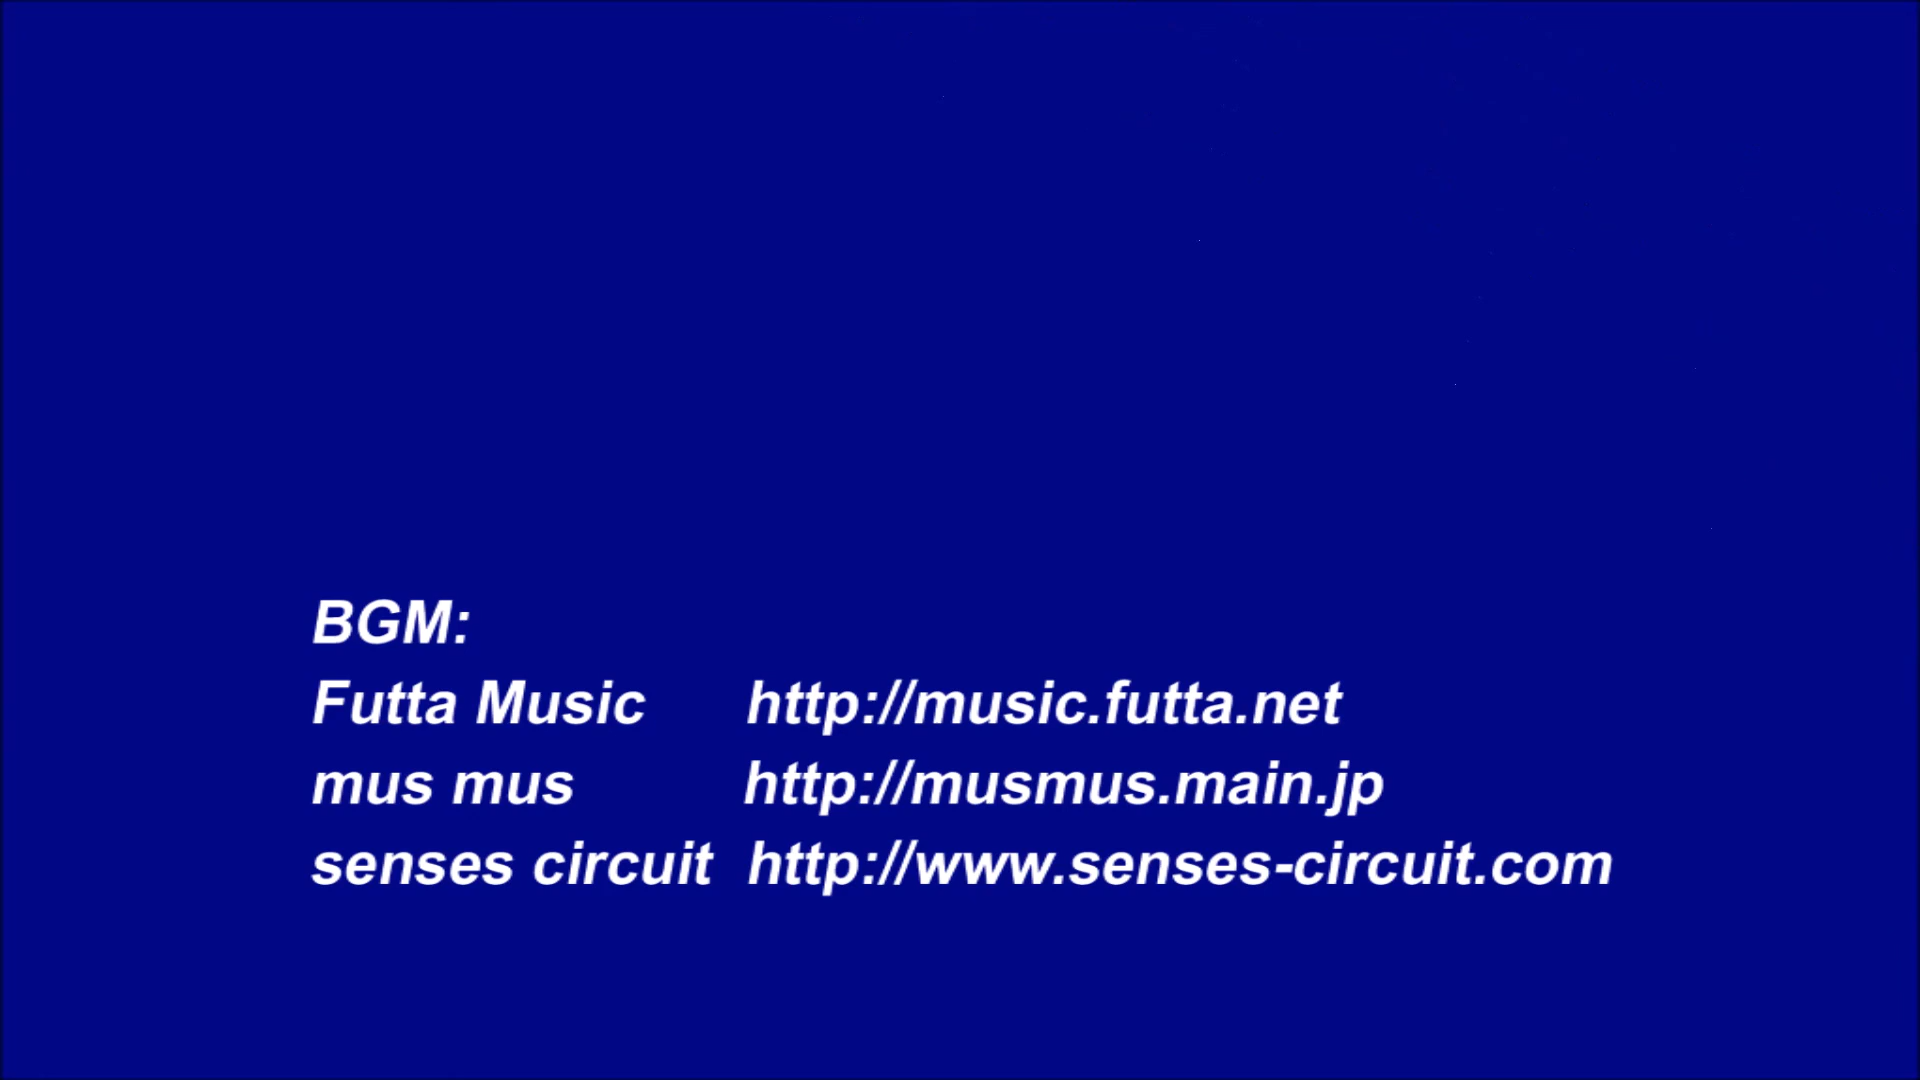 BGM:
Futta Music http://music.futta.net
mus mus http://musmus.main.jp
senses circuit http://www.senses-circuit.com